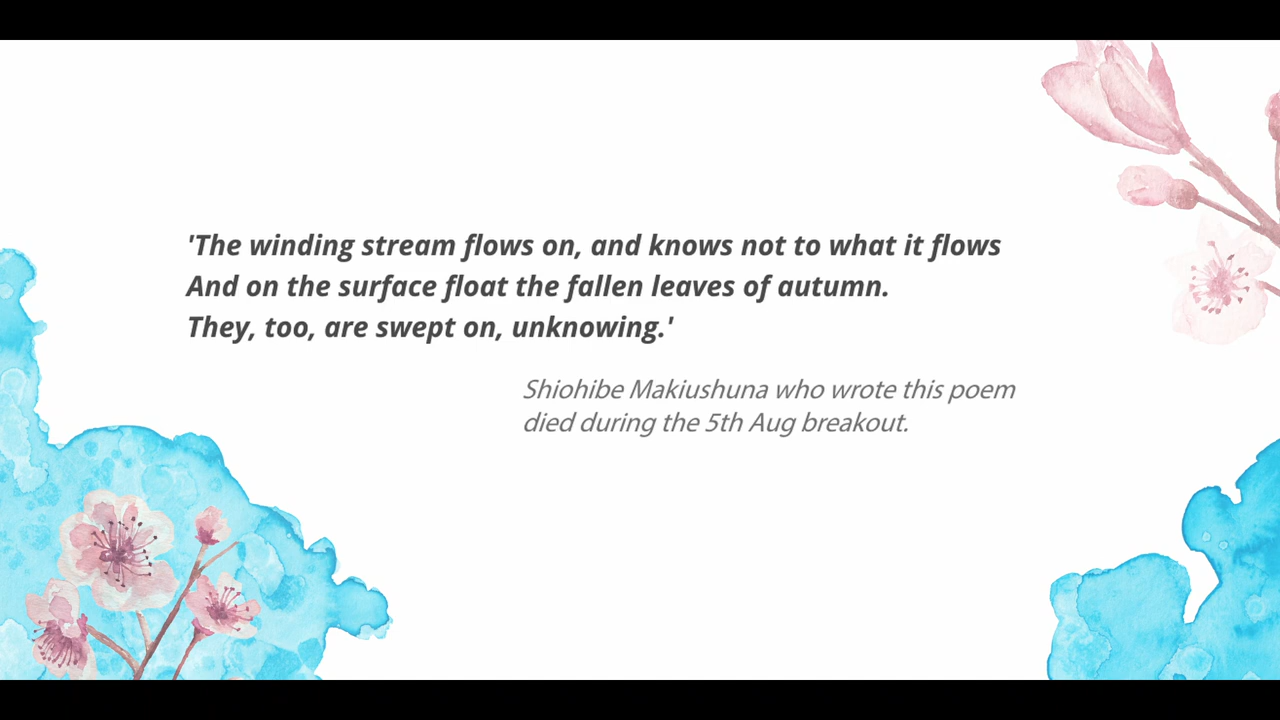 'The winding stream flows on, and knows not to what it flows
And on the surface float the fallen leaves of autumn.
They, too, are swept on, unknowing.'
Shiohibe Makiushuna who wrote this poem
died during the 5th Aug breakout.